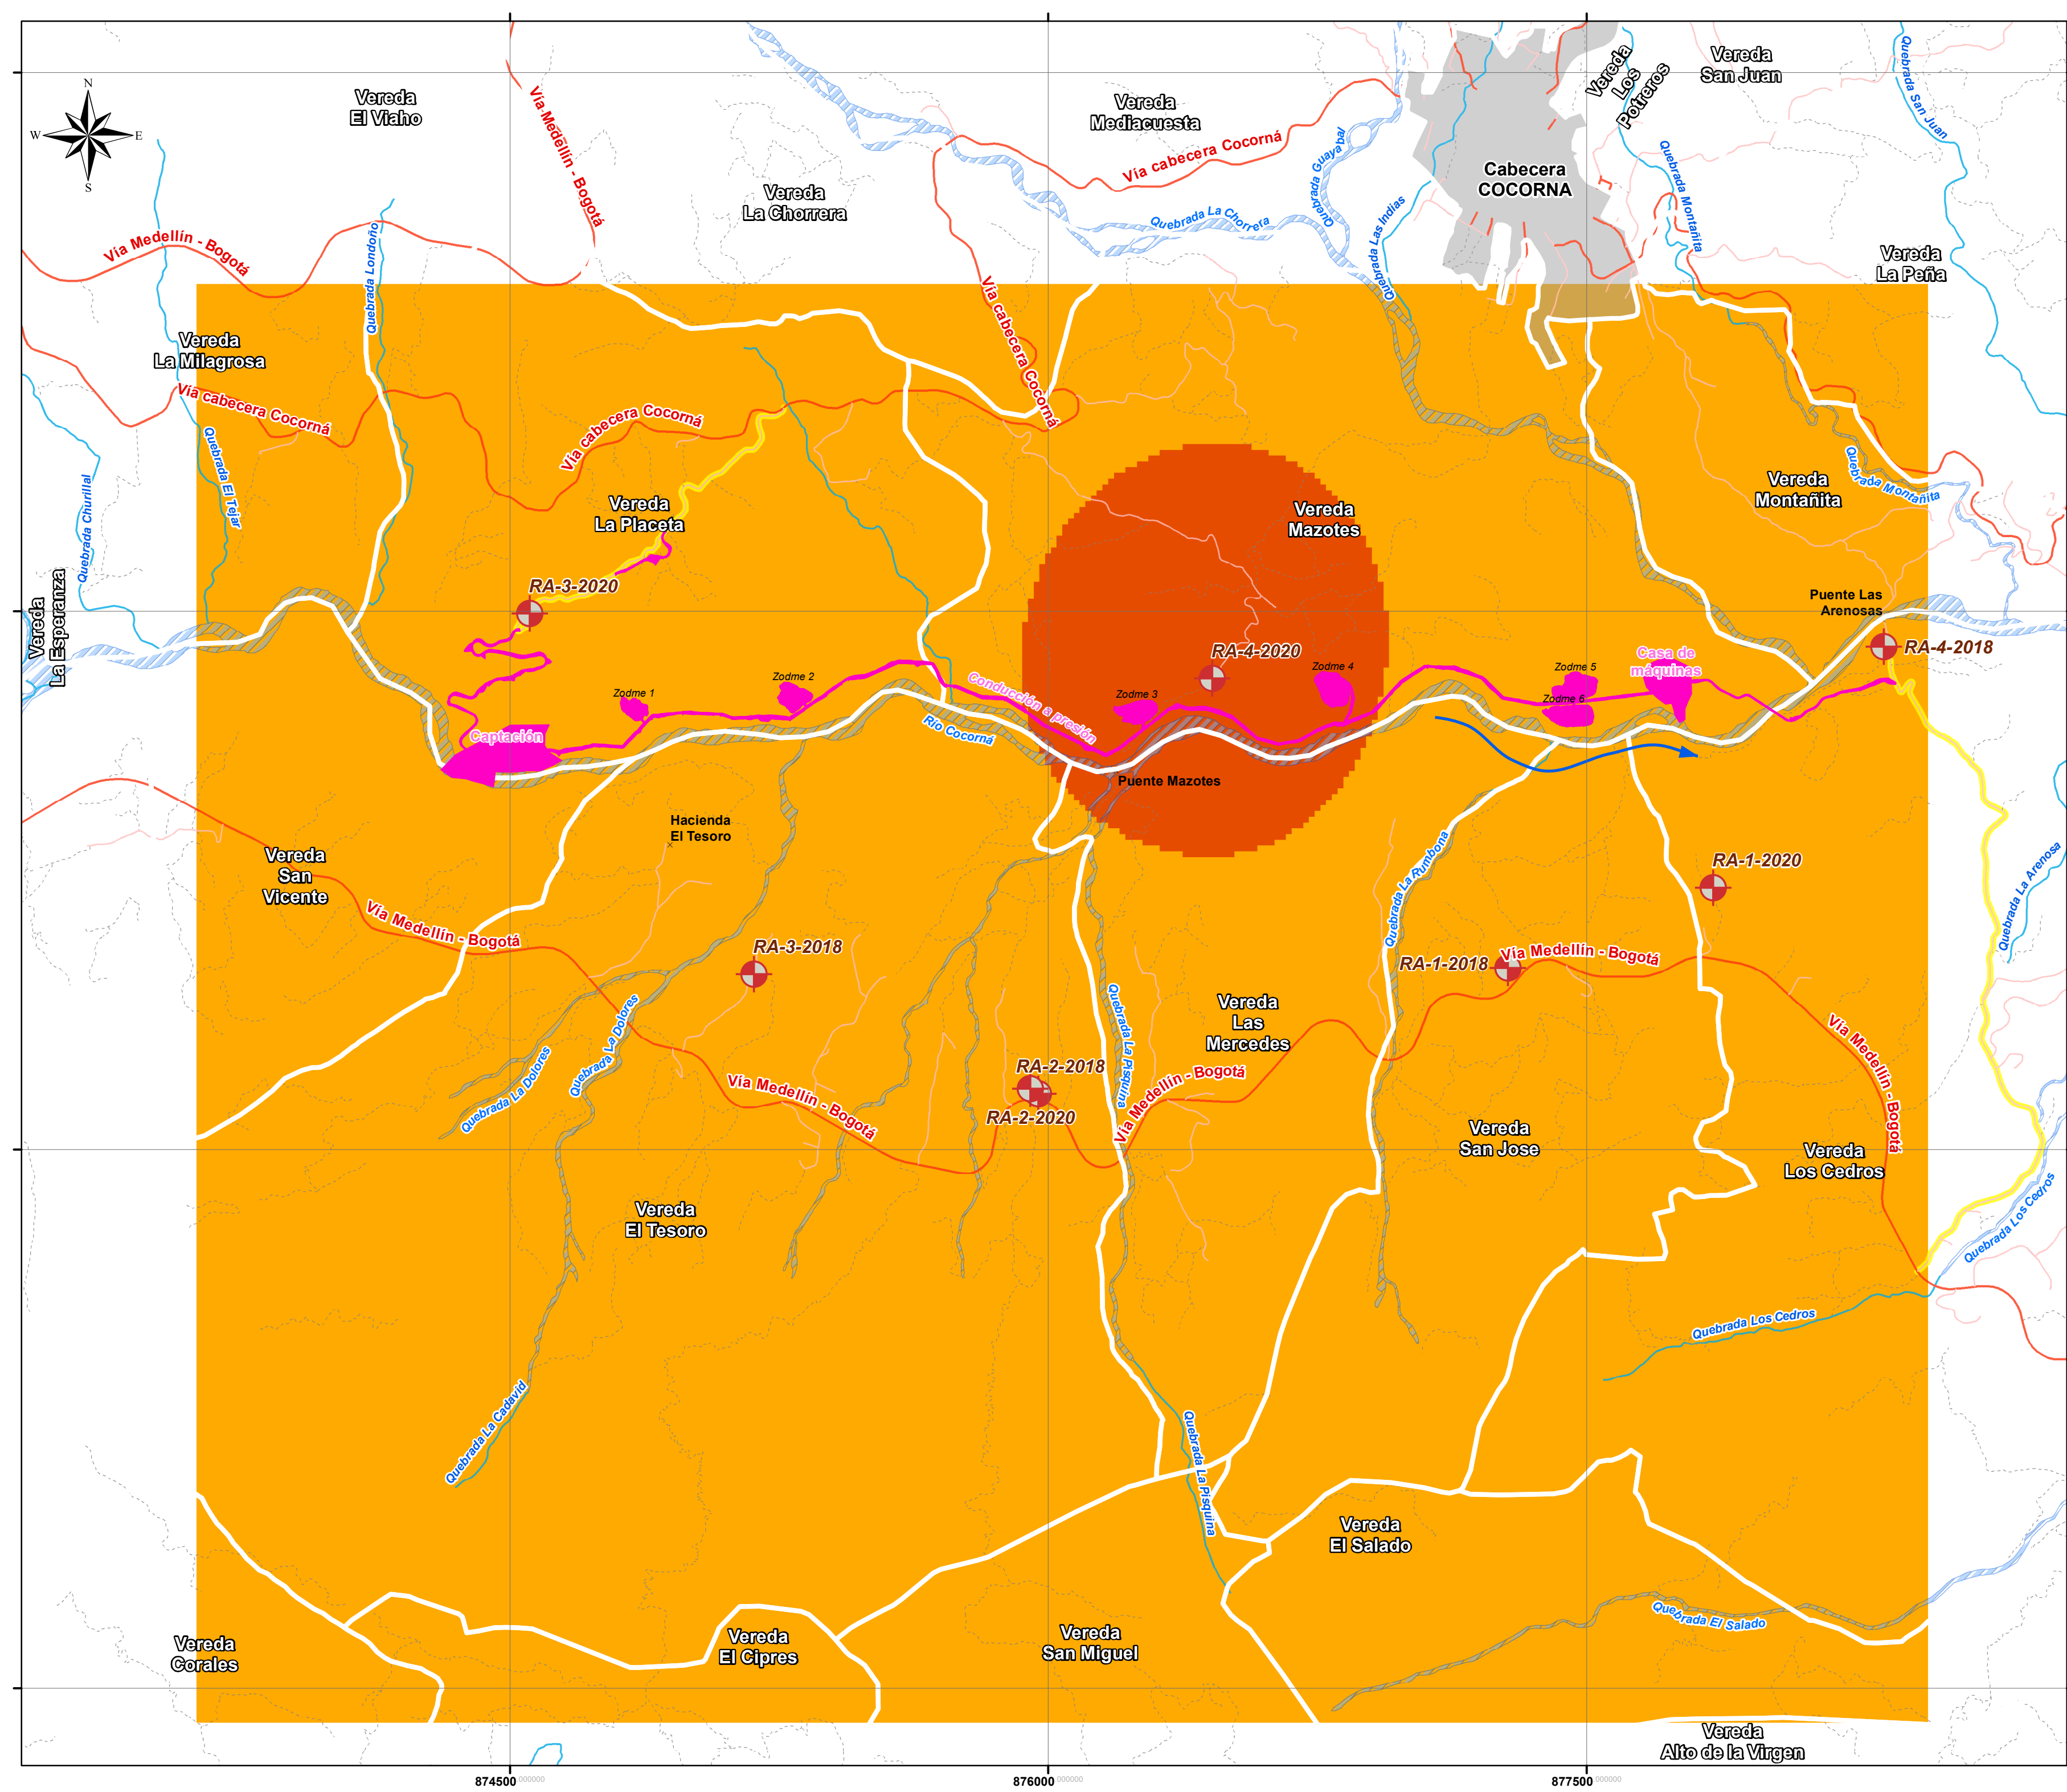 N
W
E
S
Vereda
El Viaho
Vía Medellín - Bogotá
Vereda
Mediacuesta
Vía cabecera Cocorná
Vereda
Los
Potreros
Vereda
San Juan
Quebrada San Juan
Quebrada Guayabal
Cabecera
COCORNA
Quebrada Montañita
Vereda
La Chorrera
Quebrada La Chorrera
Quebrada Las Indias
Vía Medellín - Bogotá
Quebrada Londoño
Vereda
La Peña
Vereda
La Milagrosa
Vía cabecera Cocorná
Vía cabecera Cocorná
Vía cabecera Cocorná
Quebrada El Tejar
Quebrada Churillal
Vereda
La Placeta
Vereda
Mazotes
Vereda
Montañita
Quebrada Montañita
Vereda
La Esperanza
RA-3-2020
Puente Las
Arenosas
RA-4-2020
RA-4-2018
Casa de
máquinas
Zodme 1
Zodme 2
Zodme 3
Zodme 4
Zodme 5
Zodme 6
Conducción a presión
Captación
Río Cocorná
Puente Mazotes
Hacienda
El Tesoro
Vereda
San
Vicente
Quebrada La Rumbona
RA-1-2020
Quebrada La Arenosa
Vía Medellín - Bogotá
RA-3-2018
RA-1-2018
Vía Medellín - Bogotá
Quebrada La Dolores
Quebrada La Dolores
Quebrada La Pisquina
Vereda
Las
Mercedes
Vía Medellín - Bogotá
RA-2-2018
RA-2-2020
Vía Medellín - Bogotá
Vía Medellín - Bogotá
Vereda
San Jose
Vereda
Los Cedros
Vereda
El Tesoro
Quebrada Los Cedros
Quebrada Los Cedros
Quebrada La Cadavid
Quebrada La Pisquina
Vereda
El Salado
Quebrada El Salado
Vereda
Corales
Vereda
El Cipres
Vereda
San Miguel
Vereda
Alto de la Virgen
874500,000000
876000,000000
877500,000000